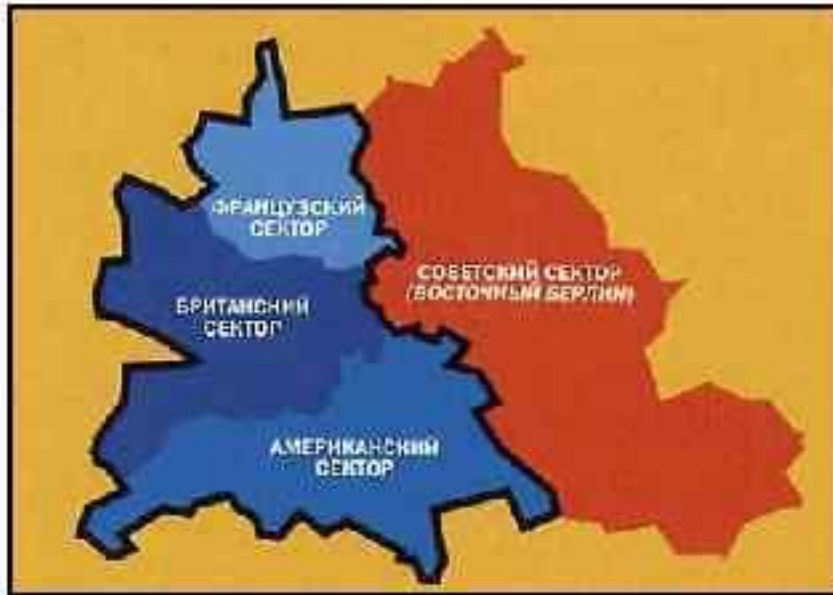 ФРАНЦУЗСКИЙ
СЕКТОР
СОВЕТСКИЙ СЕКТОР
(ВОСТОЧНЫЙ БЕРЛИН)
БРИТАНСКИЙ
СЕКТОР
АМЕРИКАНСКИЙ
СЕКТОР